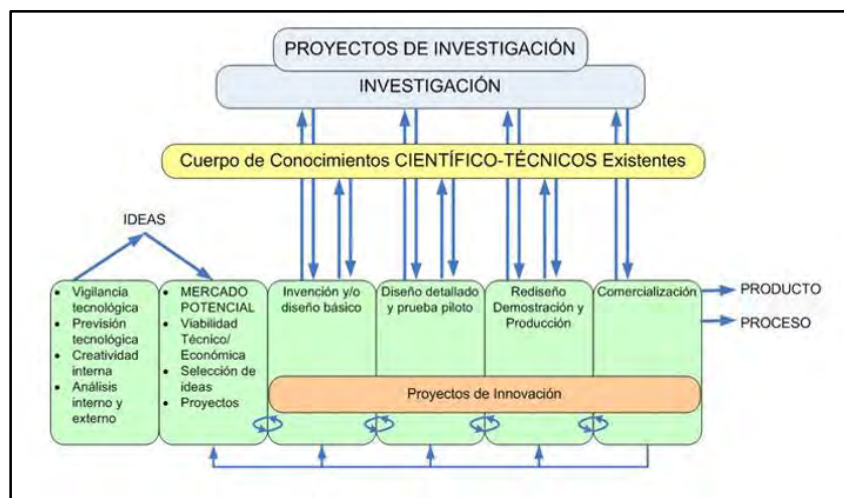 PROYECTOS DE INVESTIGACIÓN
INVESTIGACIÓN
Cuerpo de Conocimientos CIENTÍFICO-TÉCNICOS Existentes
IDEAS
• Vigilancia
tecnológica
• Previsión
tecnológica
• Creatividad
interna
• Análisis
interno y
externo
• MERCADO
POTENCIAL
• Viabilidad
Técnico/
Económica
• Selección de
ideas
• Proyectos
Invención y/o
diseño básico
Diseño detallado
y prueba piloto
Rediseño
Demostración y
Producción
Comercialización
PRODUCTO
PROCESO
Proyectos de Innovación